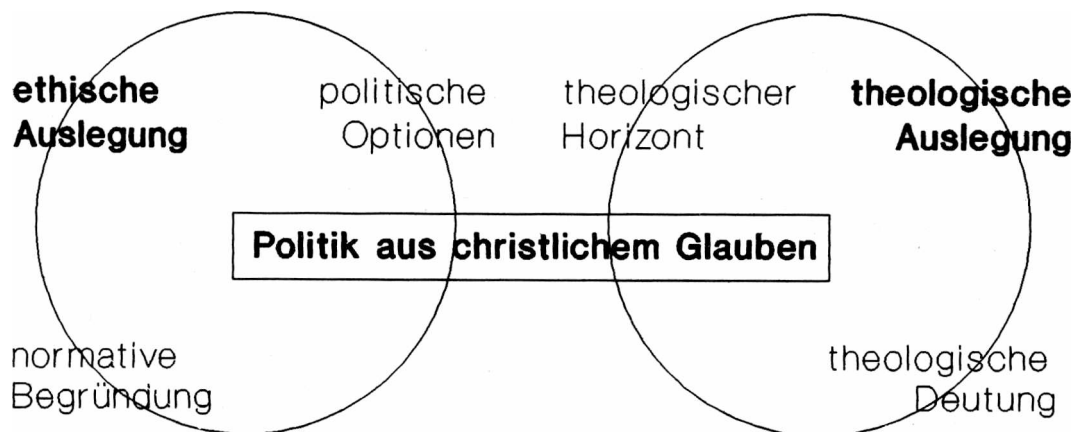 ethische
Auslegung
politische
Optionen
theologischer
Horizont
theologische
Auslegung
Politik aus christlichem Glauben
normative
Begründung
theologische
Deutung